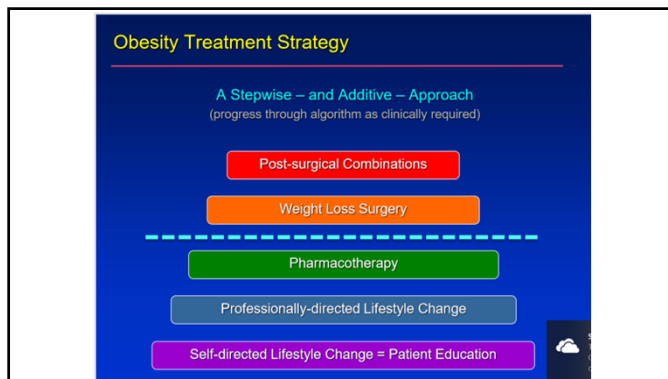 Obesity Treatment Strategy
A Stepwise – and Additive – Approach
(progress through algorithm as clinically required)
Post-surgical Combinations
Weight Loss Surgery
Pharmacotherapy
Professionally-directed Lifestyle Change
Self-directed Lifestyle Change = Patient Education